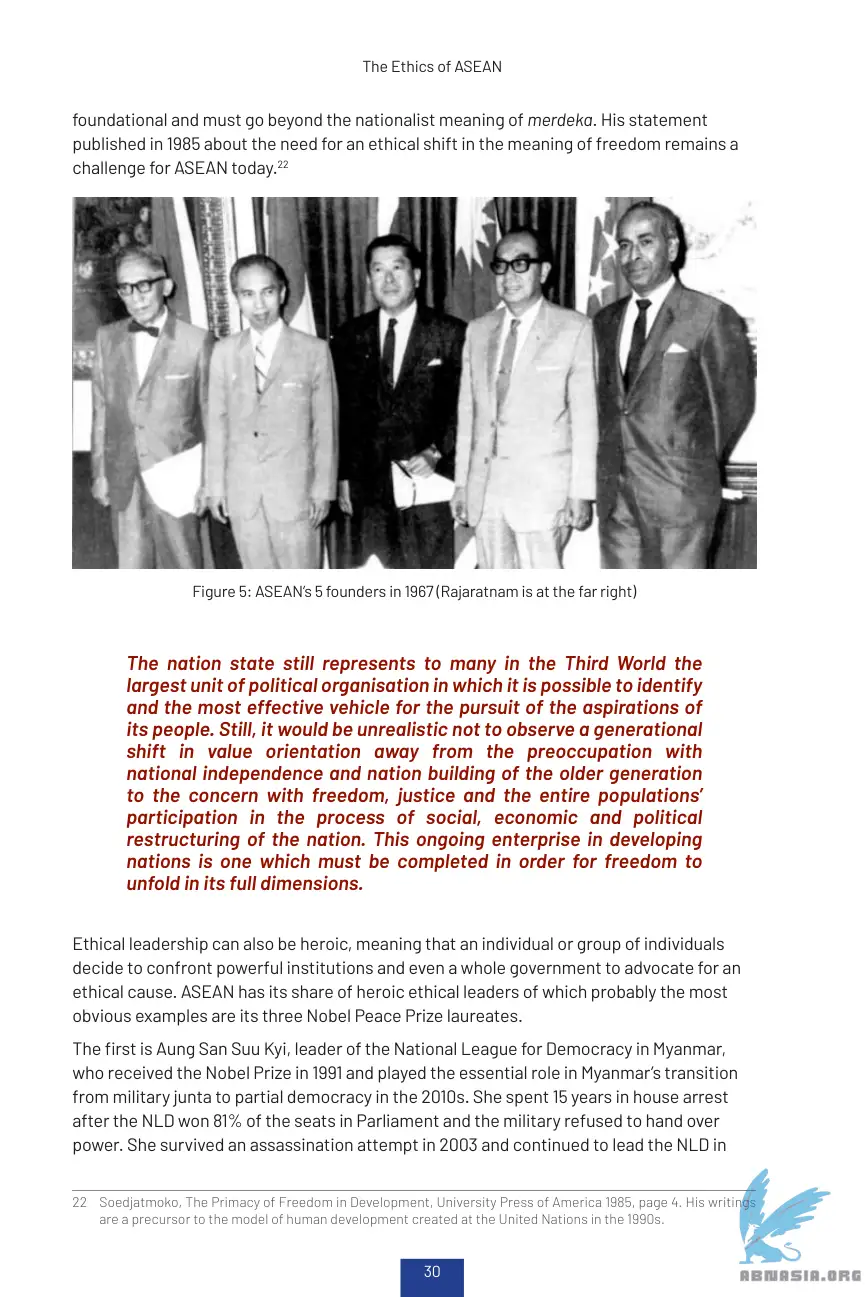 The Ethics of ASEAN
foundational and must go beyond the nationalist meaning of merdeka. His statement
published in 1985 about the need for an ethical shift in the meaning of freedom remains a
challenge for ASEAN today.22
Figure 5: ASEAN's 5 founders in 1967 (Rajaratnam is at the far right)
The nation state still represents to many in the Third World the
largest unit of political organisation in which it is possible to identify
and the most effective vehicle for the pursuit of the aspirations of
its people. Still, it would be unrealistic not to observe a generational
shift in value orientation away from the preoccupation with
national independence and nation building of the older generation
to the concern with freedom, justice and the entire populations'
participation in the process of social, economic and political
restructuring of the nation. This ongoing enterprise in developing
nations is one which must be completed in order for freedom to
unfold in its full dimensions.
Ethical leadership can also be heroic, meaning that an individual or group of individuals
decide to confront powerful institutions and even a whole government to advocate for an
ethical cause. ASEAN has its share of heroic ethical leaders of which probably the most
obvious examples are its three Nobel Peace Prize laureates.
The first is Aung San Suu Kyi, leader of the National League for Democracy in Myanmar,
who received the Nobel Prize in 1991 and played the essential role in Myanmar's transition
from military junta to partial democracy in the 2010s. She spent 15 years in house arrest
after the NLD won 81% of the seats in Parliament and the military refused to hand over
power. She survived an assassination attempt in 2003 and continued to lead the NLD in
22 Soedjatmoko, The Primacy of Freedom in Development, University Press of America 1985, page 4. His writings
are a precursor to the model of human development created at the United Nations in the 1990s.
30
ABNASIA.ORG